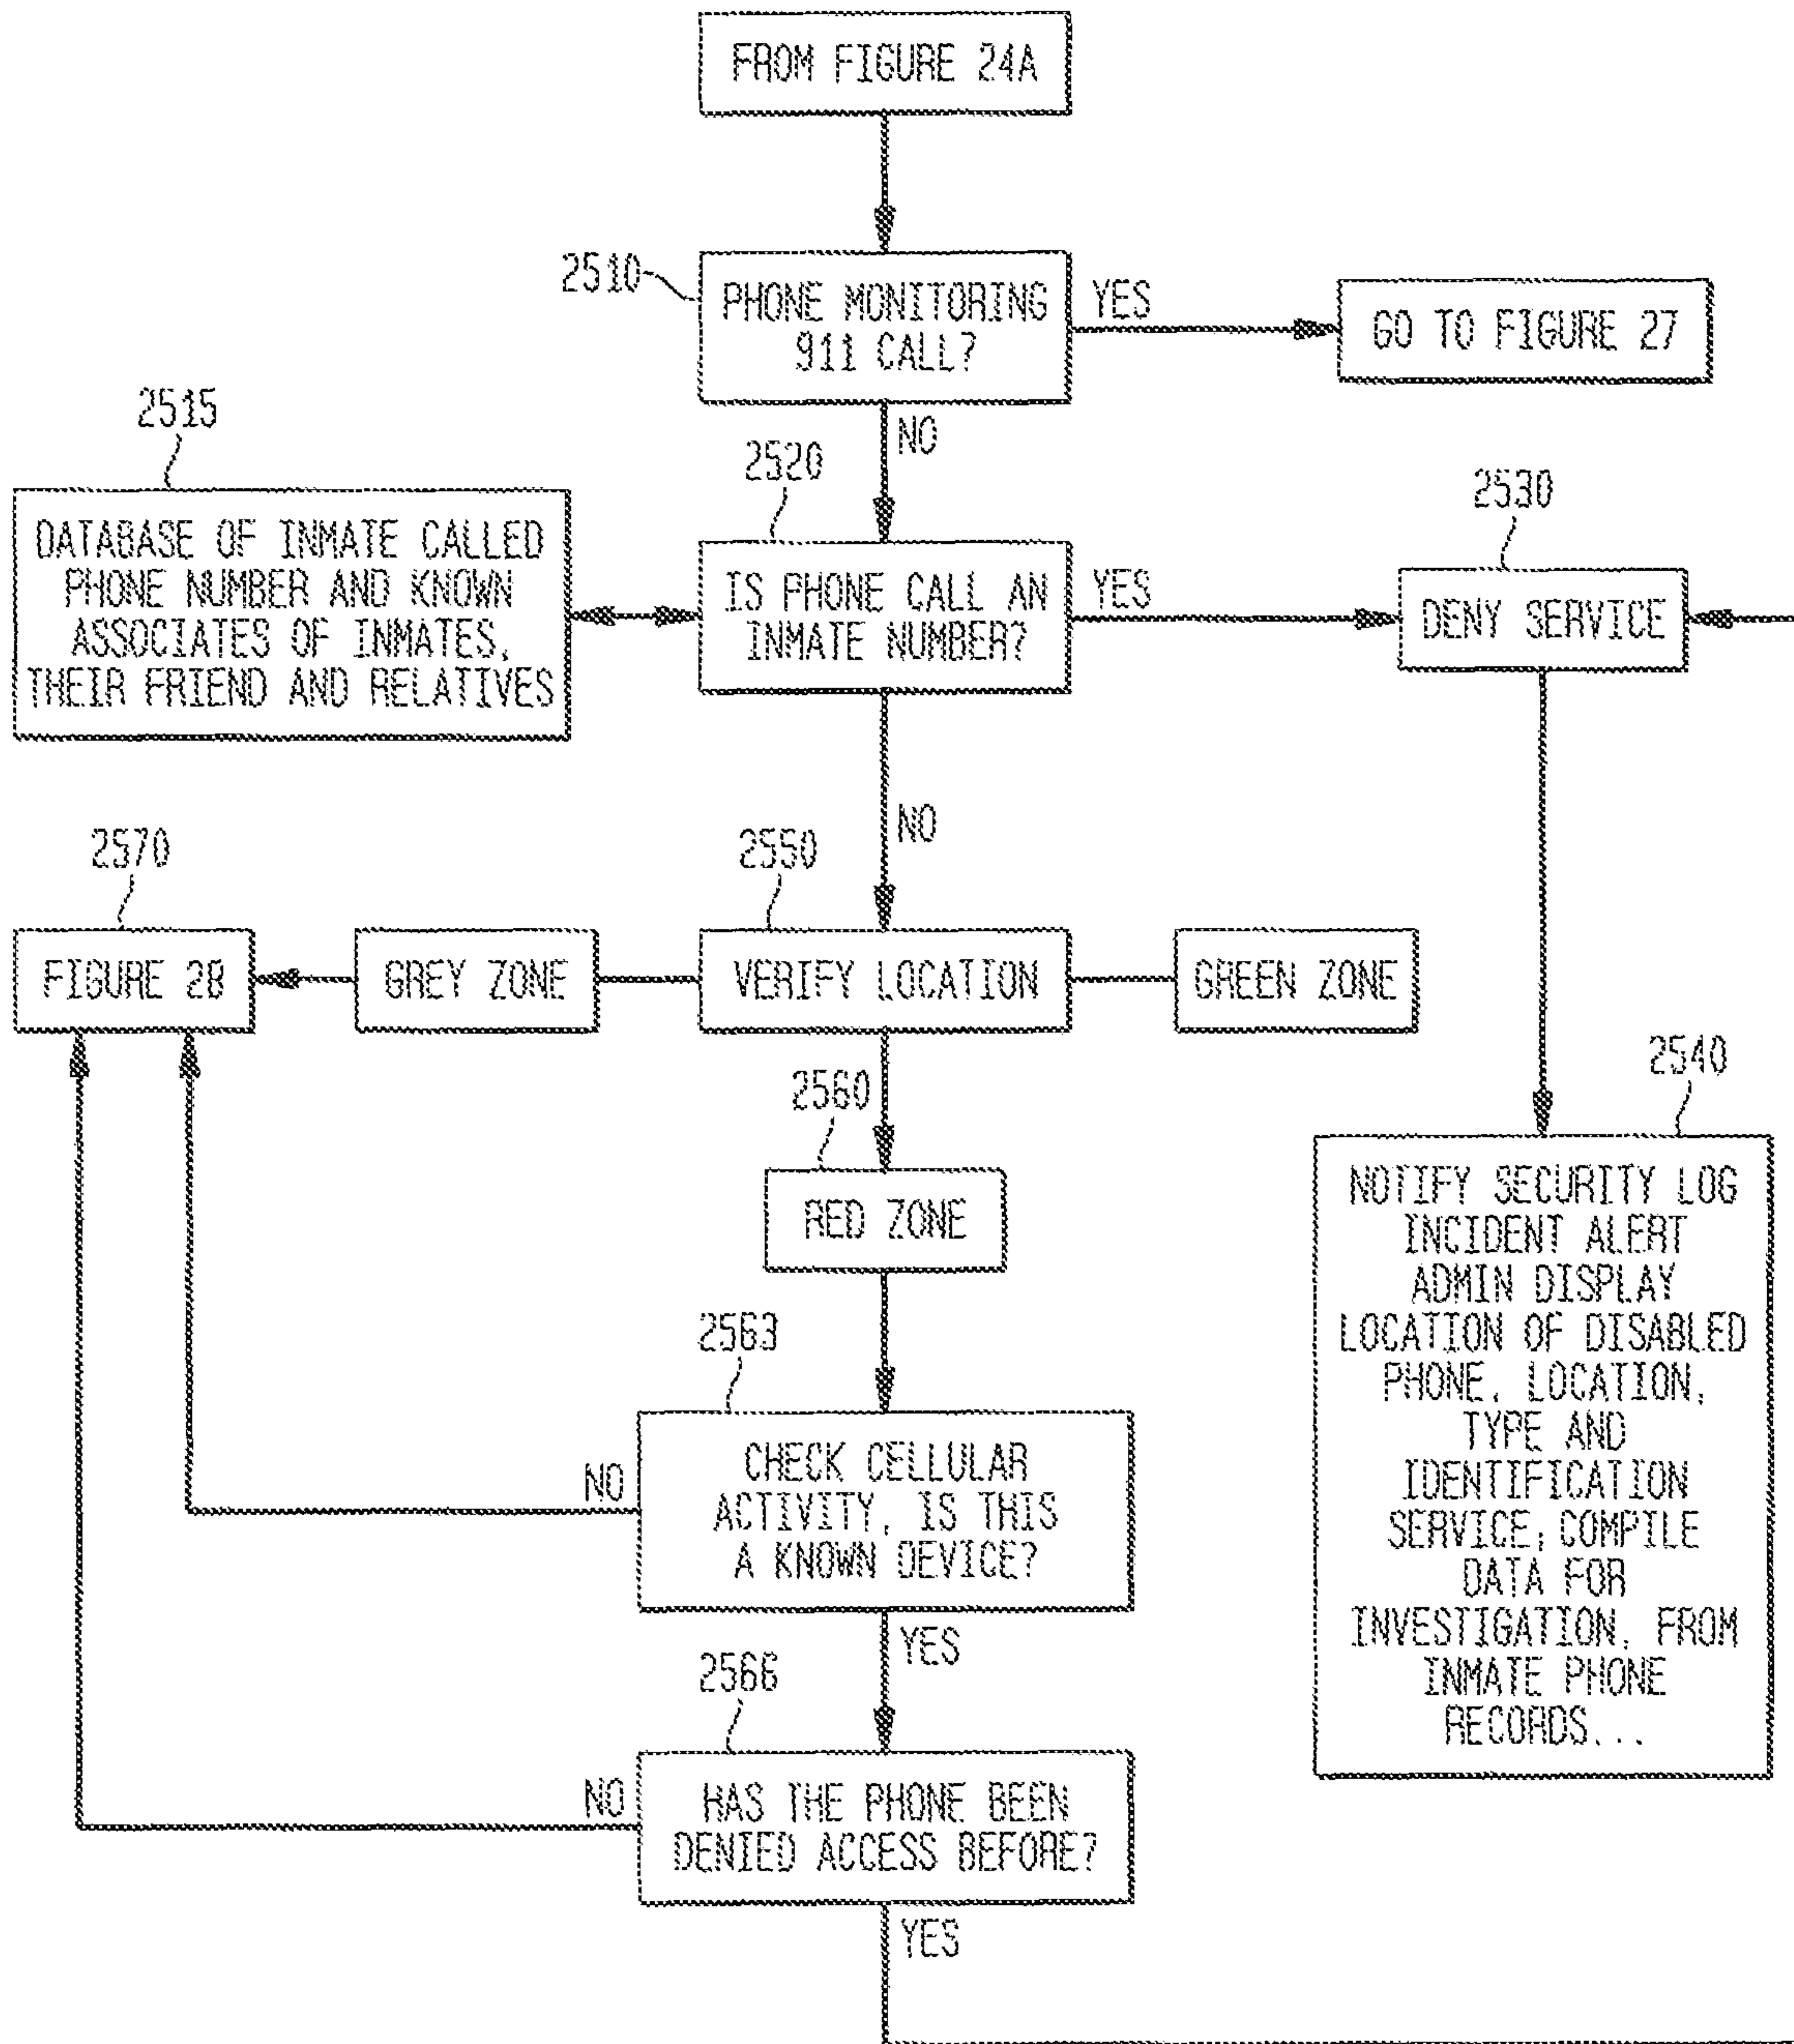 FROM FIGURE 24A
2510
PHONE MONITORING
911 CALL?
YES
GO TO FIGURE 27
NO
2515
DATABASE OF INMATE CALLED
PHONE NUMBER AND KNOWN
ASSOCIATES OF INMATES,
THEIR FRIEND AND RELATIVES
2520
IS PHONE CALL AN
INMATE NUMBER?
YES
2530
DENY SERVICE
NO
2570
FIGURE 28
GREY ZONE
2550
VERIFY LOCATION
GREEN ZONE
2560
RED ZONE
2540
NOTIFY SECURITY LOG
INCIDENT ALERT
ADMIN DISPLAY
LOCATION OF DISABLED
PHONE, LOCATION,
TYPE AND
IDENTIFICATION
SERVICE, COMPILE
DATA FOR
INVESTIGATION, FROM
INMATE PHONE
RECORDS...
2563
CHECK CELLULAR
ACTIVITY, IS THIS
A KNOWN DEVICE?
NO
YES
2566
HAS THE PHONE BEEN
DENIED ACCESS BEFORE?
NO
YES